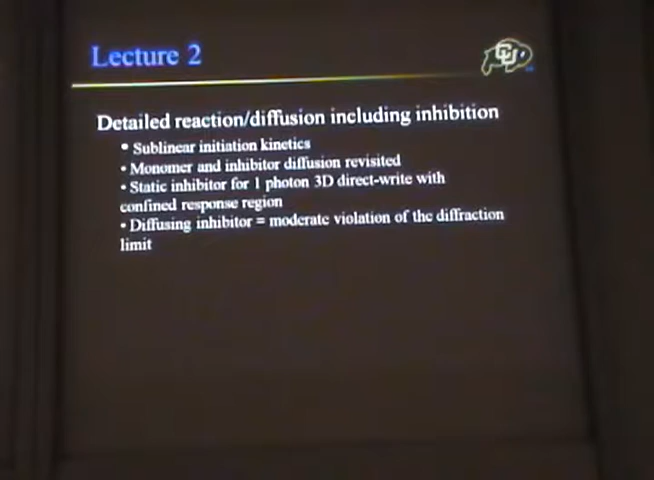 Lecture 2
CU
Detailed reaction/diffusion including inhibition
• Sublinear initiation kinetics
• Monomer and inhibitor diffusion revisited
• Static inhibitor for 1 photon 3D direct-write with
confined response region
• Diffusing inhibitor = moderate violation of the diffraction
limit